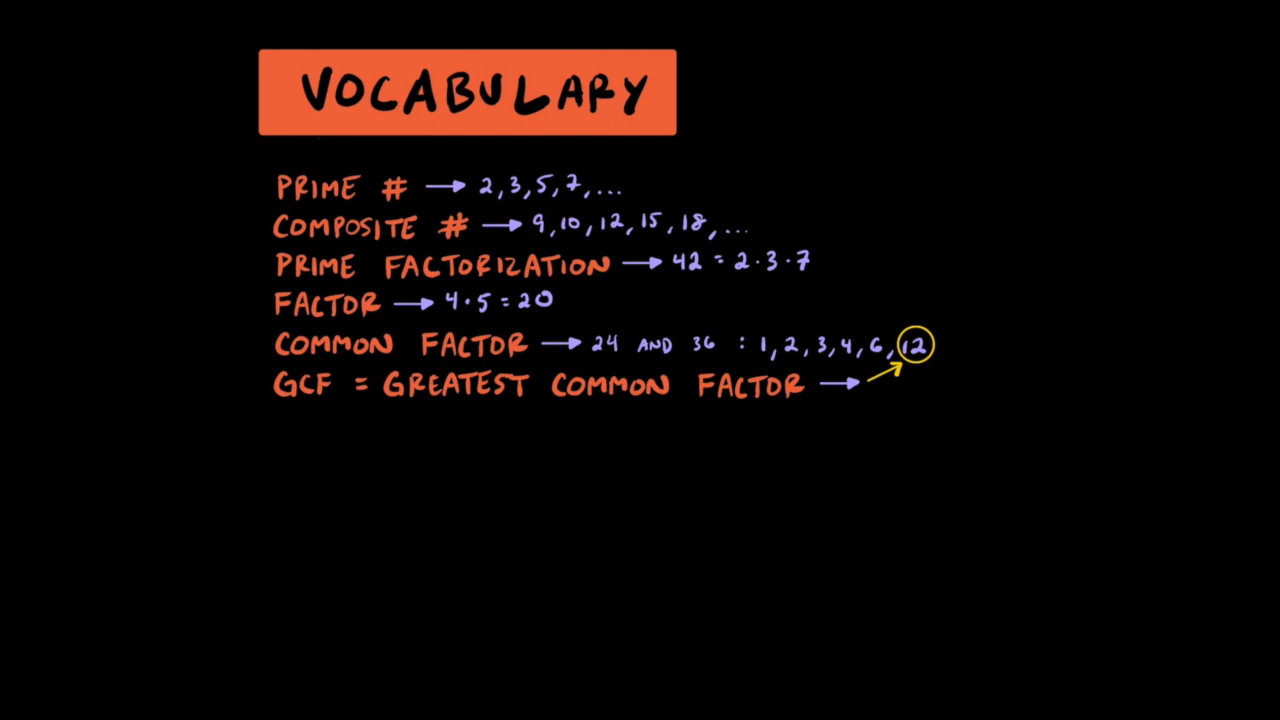 VOCABULARY
PRIME # → 2, 3, 5, 7, ...
COMPOSITE # → 9, 10, 12, 15, 18, ...
PRIME FACTORIZATION → 42 = 2 · 3 · 7
FACTOR → 4 · 5 = 20
COMMON FACTOR → 24 AND 36 : 1, 2, 3, 4, 6, 12
GCF = GREATEST COMMON FACTOR →